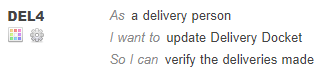 DEL4 As a delivery person
I want to update Delivery Docket
So I can verify the deliveries made